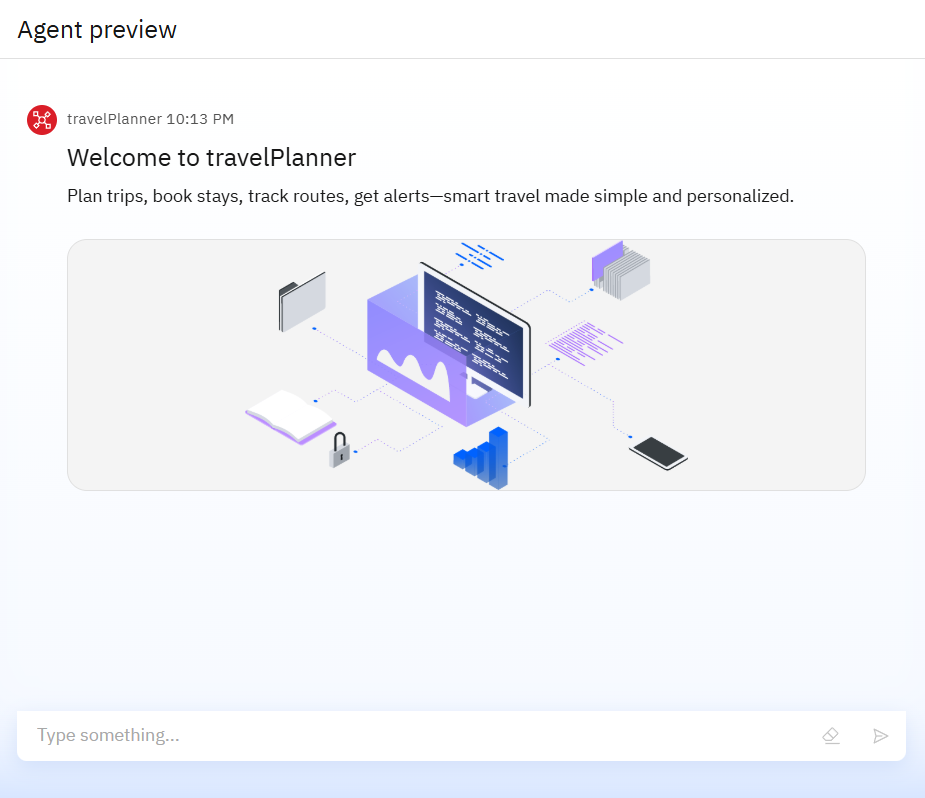 Agent preview
travelPlanner 10:13 PM
Welcome to travelPlanner
Plan trips, book stays, track routes, get alerts—smart travel made simple and personalized.
Type something...